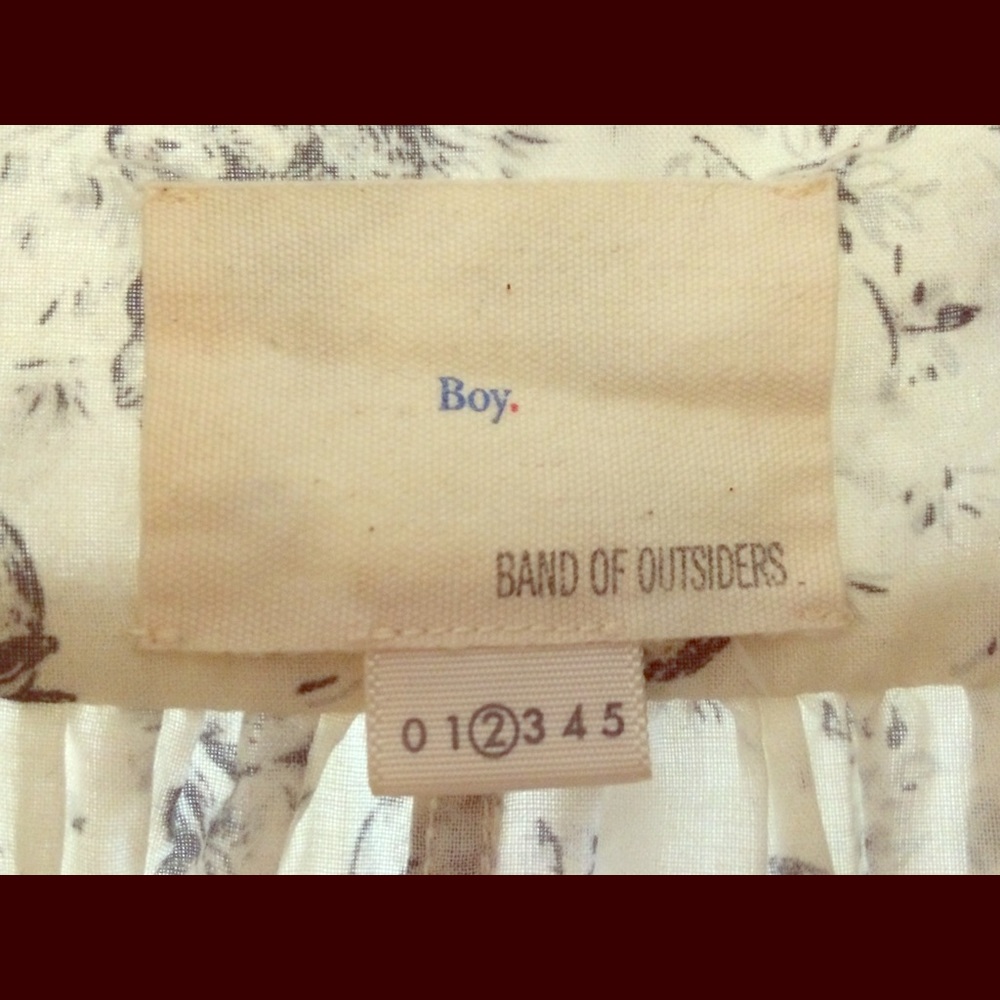 Boy.
BAND OF OUTSIDERS.
0 1 2 3 4 5